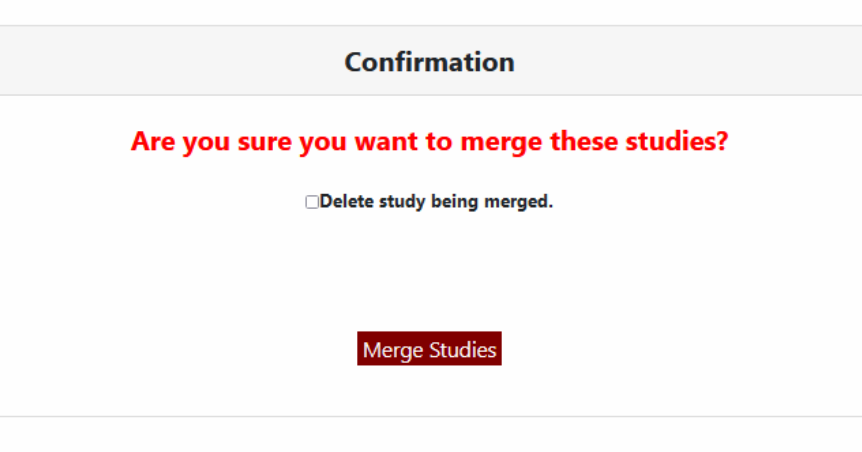 Confirmation
Are you sure you want to merge these studies?
Delete study being merged.
Merge Studies